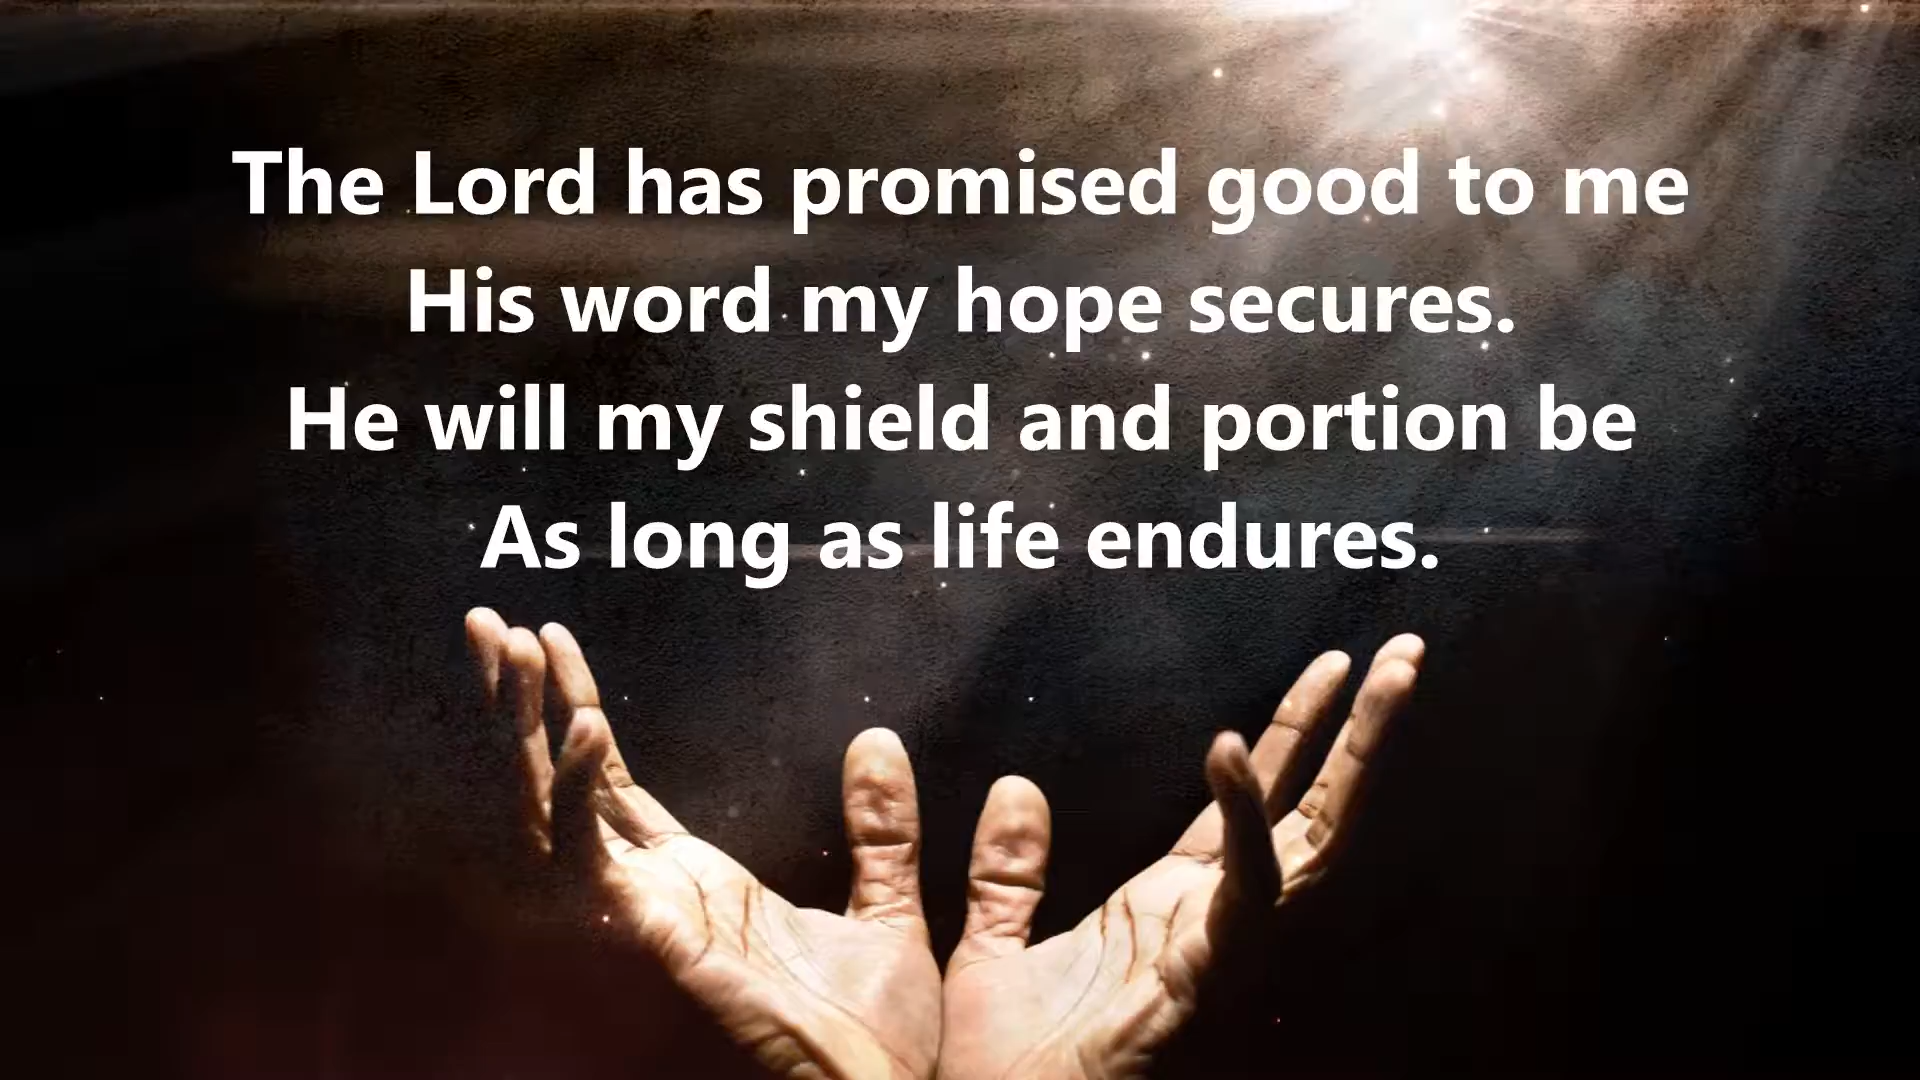 The Lord has promised good to me
His word my hope secures.
He will my shield and portion be
As long as life endures.